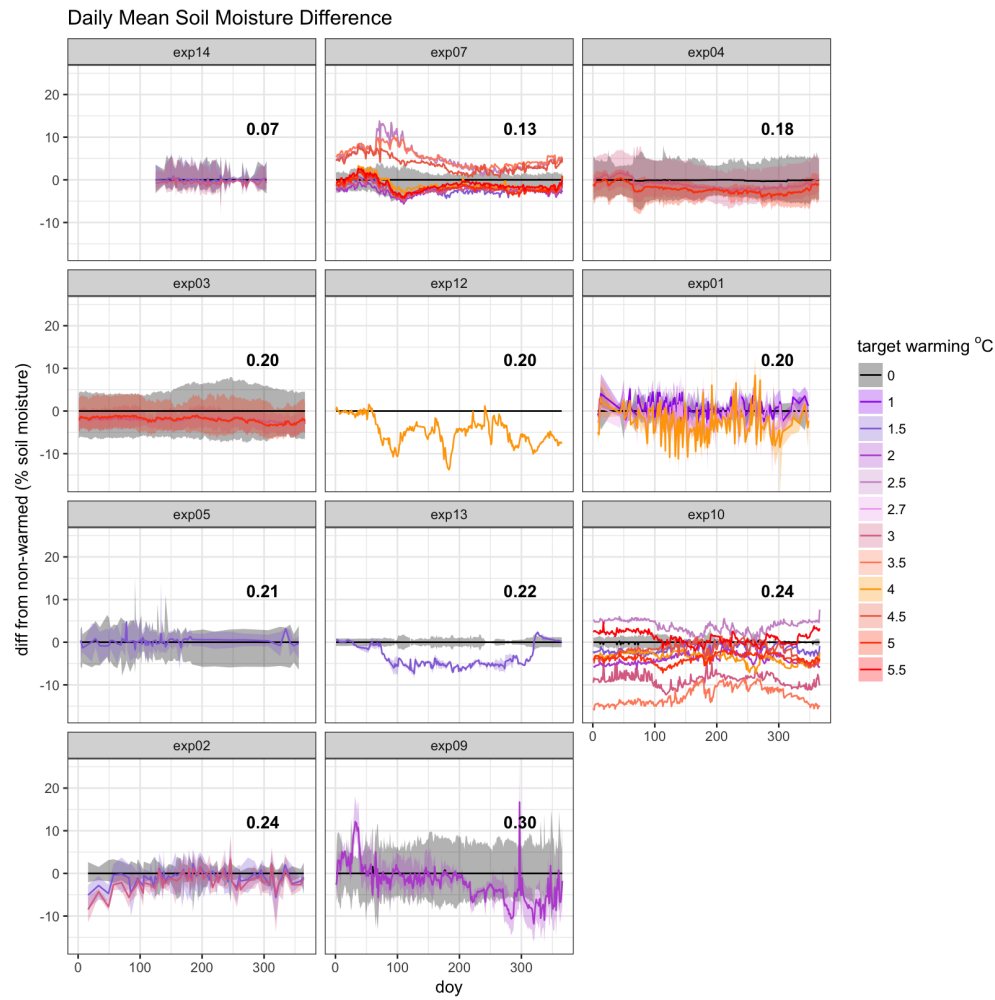 Daily Mean Soil Moisture Difference
exp14
exp07
exp04
20
10
0
-10
0.07
0.13
0.18
exp03
exp12
exp01
20
10
0
-10
0.20
0.20
0.20
exp05
exp13
exp10
20
10
0
-10
0.21
0.22
0.24
0 100 200 300
exp02
exp09
20
10
0
-10
0.24
0.30
0 100 200 300
0 100 200 300
doy
diff from non-warmed (% soil moisture)
target warming °C
0
1
1.5
2
2.5
2.7
3
3.5
4
4.5
5
5.5